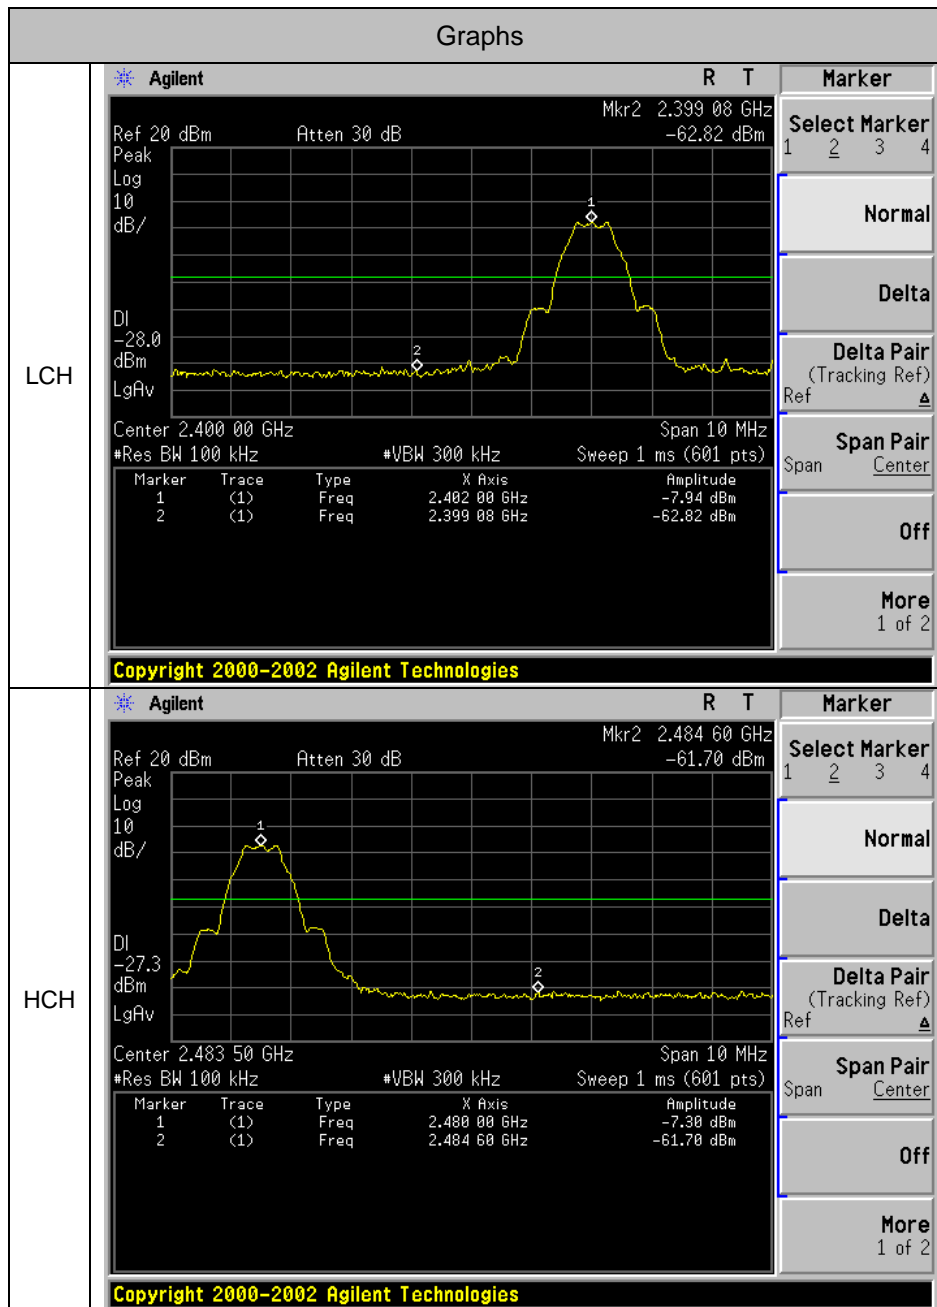 Graphs
LCH
Agilent R T
Mkr2 2.399 08 GHz
Ref 20 dBm Atten 30 dB -62.82 dBm
Peak
Log
10
dB/
1
DI
-28.0
dBm
2
LgAv
Center 2.400 00 GHz Span 10 MHz
#Res BW 100 kHz #VBW 300 kHz Sweep 1 ms (601 pts)
Marker Trace Type X Axis Amplitude
1 (1) Freq 2.402 00 GHz -7.94 dBm
2 (1) Freq 2.399 08 GHz -62.82 dBm
Copyright 2000-2002 Agilent Technologies
Marker
Select Marker
1 2 3 4
Normal
Delta
Delta Pair
(Tracking Ref)
Ref Δ
Span Pair
Span Center
Off
More
1 of 2
HCH
Agilent R T
Mkr2 2.484 60 GHz
Ref 20 dBm Atten 30 dB -61.70 dBm
Peak
Log
10
dB/
1
DI
-27.3
dBm
2
LgAv
Center 2.483 50 GHz Span 10 MHz
#Res BW 100 kHz #VBW 300 kHz Sweep 1 ms (601 pts)
Marker Trace Type X Axis Amplitude
1 (1) Freq 2.480 00 GHz -7.30 dBm
2 (1) Freq 2.484 60 GHz -61.70 dBm
Copyright 2000-2002 Agilent Technologies
Marker
Select Marker
1 2 3 4
Normal
Delta
Delta Pair
(Tracking Ref)
Ref Δ
Span Pair
Span Center
Off
More
1 of 2